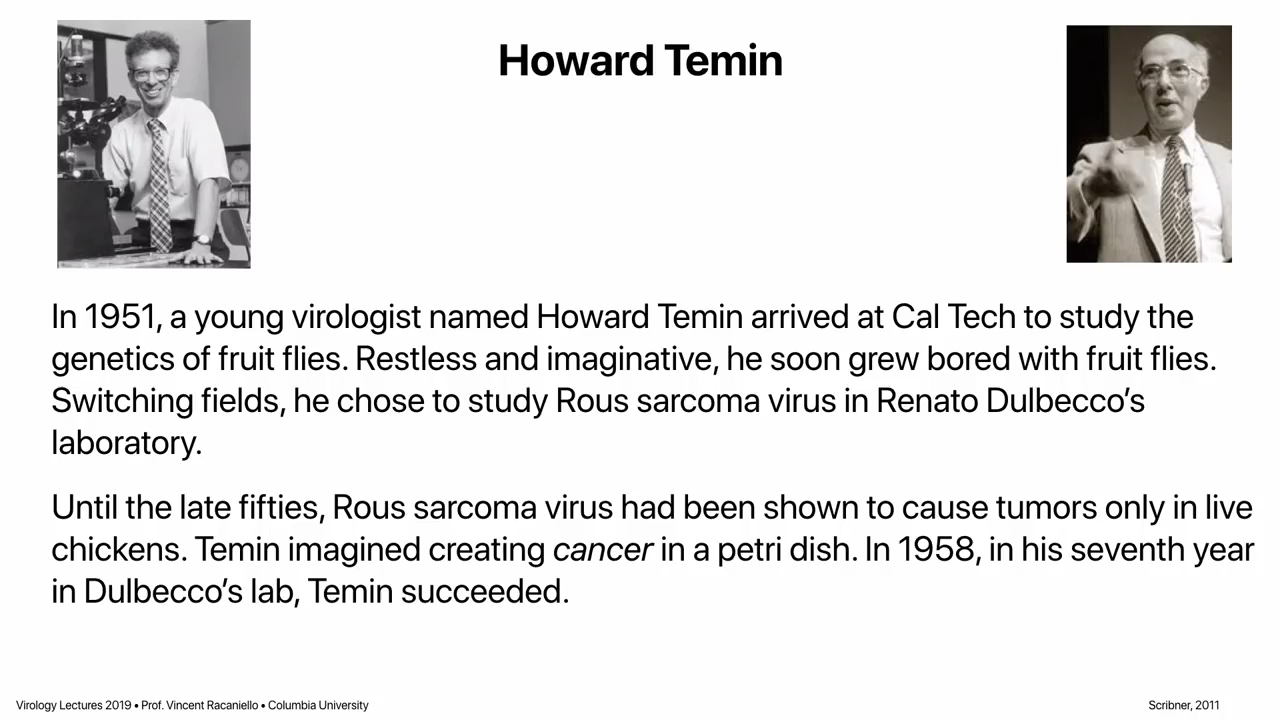 Howard Temin
In 1951, a young virologist named Howard Temin arrived at Cal Tech to study the
genetics of fruit flies. Restless and imaginative, he soon grew bored with fruit flies.
Switching fields, he chose to study Rous sarcoma virus in Renato Dulbecco’s
laboratory.
Until the late fifties, Rous sarcoma virus had been shown to cause tumors only in live
chickens. Temin imagined creating cancer in a petri dish. In 1958, in his seventh year
in Dulbecco’s lab, Temin succeeded.
Virology Lectures 2019 • Prof. Vincent Racaniello • Columbia University
Scribner, 2011